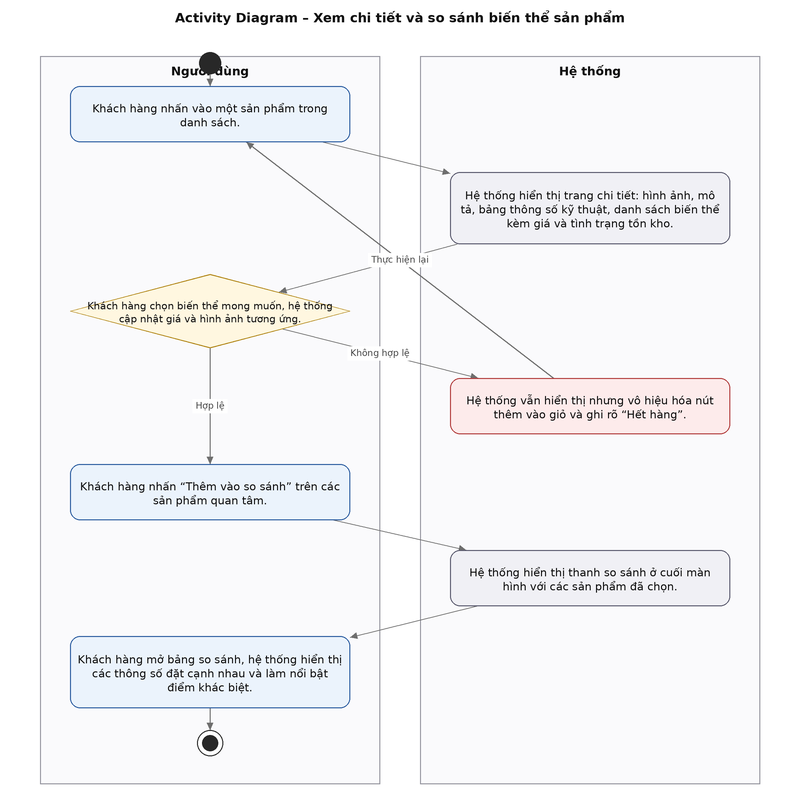 Activity Diagram – Xem chi tiết và so sánh biến thể sản phẩm
Người dùng
Hệ thống
Khách hàng nhấn vào một sản phẩm trong
danh sách.
Hệ thống hiển thị trang chi tiết: hình ảnh, mô
tả, bảng thông số kỹ thuật, danh sách biến thể
kèm giá và tình trạng tồn kho.
Thực hiện lại
Khách hàng chọn biến thể mong muốn, hệ thống
cập nhật giá và hình ảnh tương ứng.
Không hợp lệ
Hệ thống vẫn hiển thị nhưng vô hiệu hóa nút
thêm vào giỏ và ghi rõ “Hết hàng”.
Hợp lệ
Khách hàng nhấn “Thêm vào so sánh” trên các
sản phẩm quan tâm.
Hệ thống hiển thị thanh so sánh ở cuối màn
hình với các sản phẩm đã chọn.
Khách hàng mở bảng so sánh, hệ thống hiển thị
các thông số đặt cạnh nhau và làm nổi bật
điểm khác biệt.